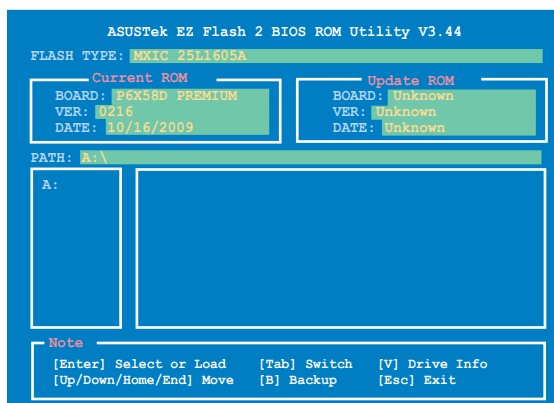 ASUSTek EZ Flash 2 BIOS ROM Utility V3.44
FLASH TYPE: MXIC 25L1605A
Current ROM
BOARD: P6X58D PREMIUM
VER: 0216
DATE: 10/16/2009
Update ROM
BOARD: Unknown
VER: Unknown
DATE: Unknown
PATH: A:\
A:
Note
[Enter] Select or Load [Tab] Switch [V] Drive Info
[Up/Down/Home/End] Move [B] Backup [Esc] Exit